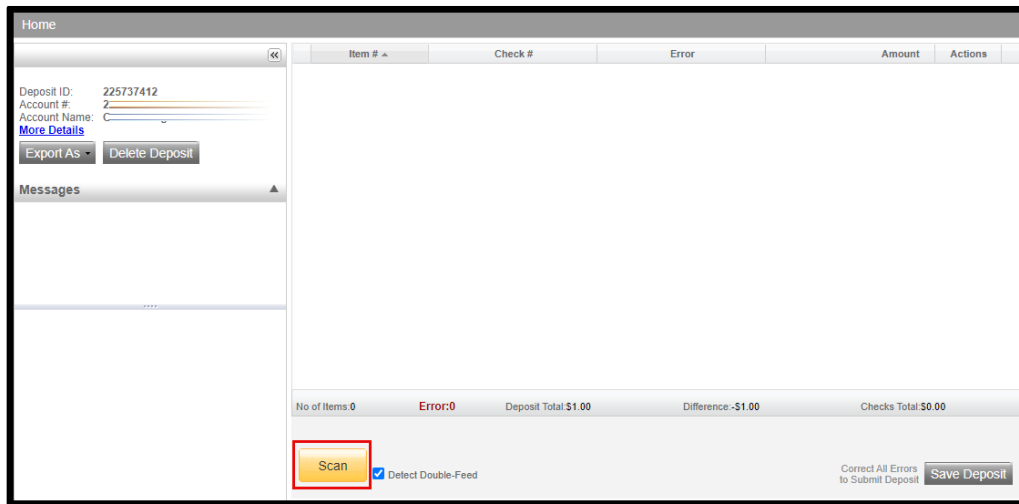 Home
Item # Check # Error Amount Actions
Deposit ID: 225737412
Account #: 2
Account Name: C
More Details
Export As Delete Deposit
Messages
No of Items:0 Error:0 Deposit Total:$1.00 Difference:-$1.00 Checks Total:$0.00
Scan
Detect Double-Feed
Correct All Errors
to Submit Deposit
Save Deposit